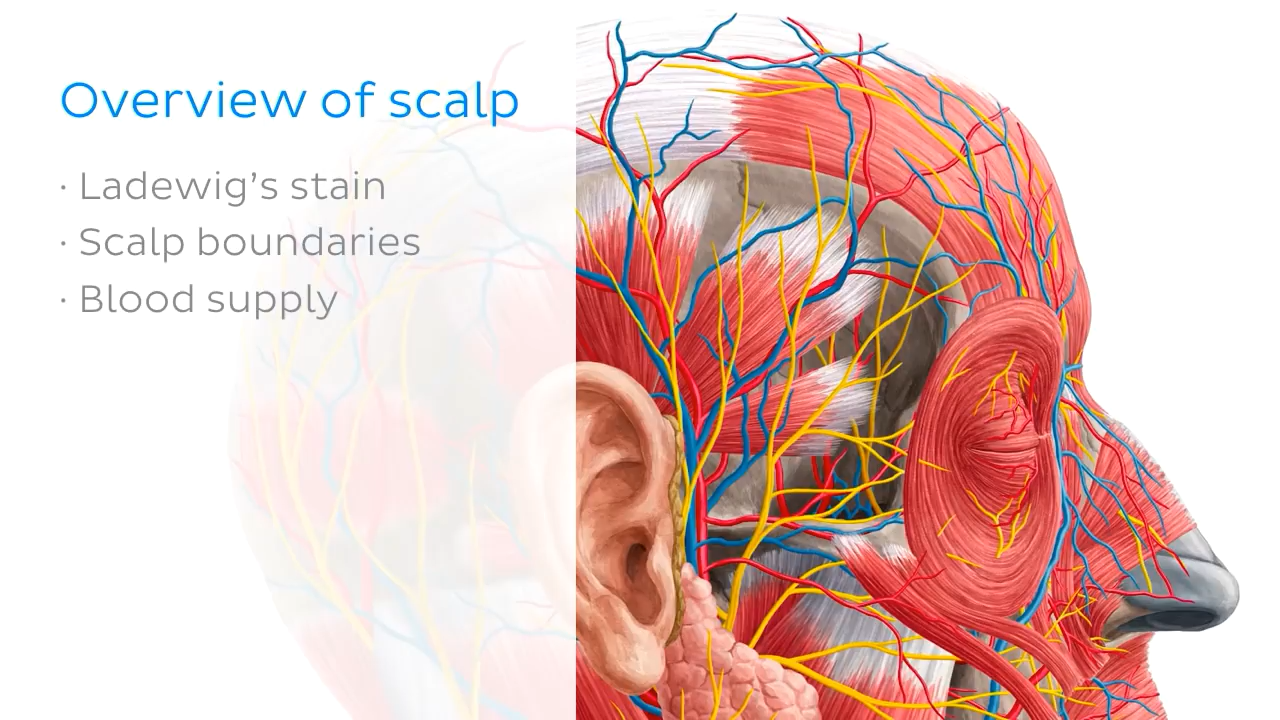 Overview of scalp
· Ladewig’s stain
· Scalp boundaries
· Blood supply